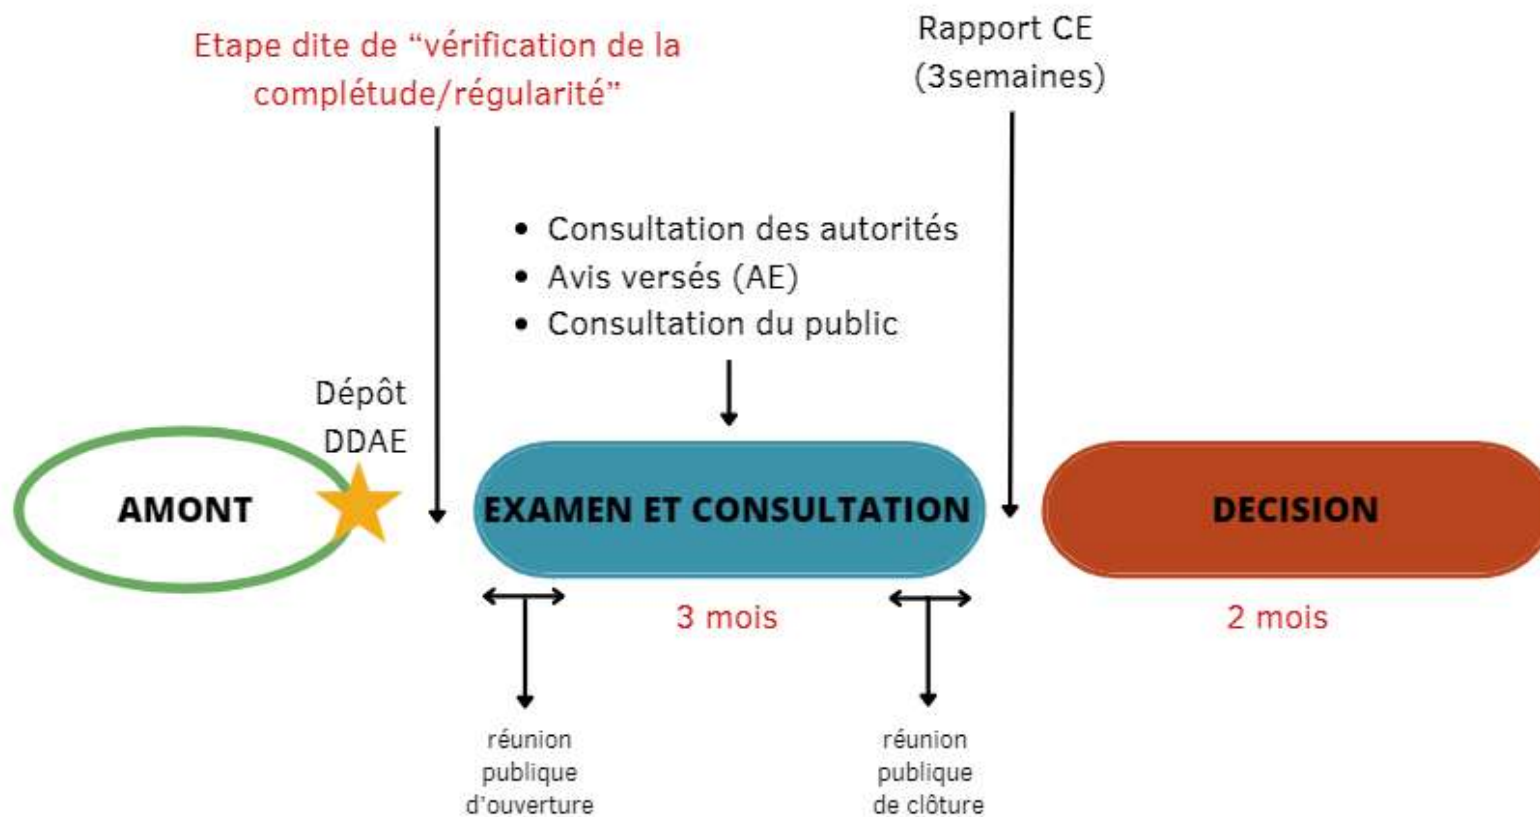 Etape dite de “vérification de la
complétude/régularité”
Rapport CE
(3semaines)
• Consultation des autorités
• Avis versés (AE)
• Consultation du public
Dépôt
DDAE
AMONT
EXAMEN ET CONSULTATION
DECISION
3 mois
2 mois
réunion
publique
d'ouverture
réunion
publique
de clôture